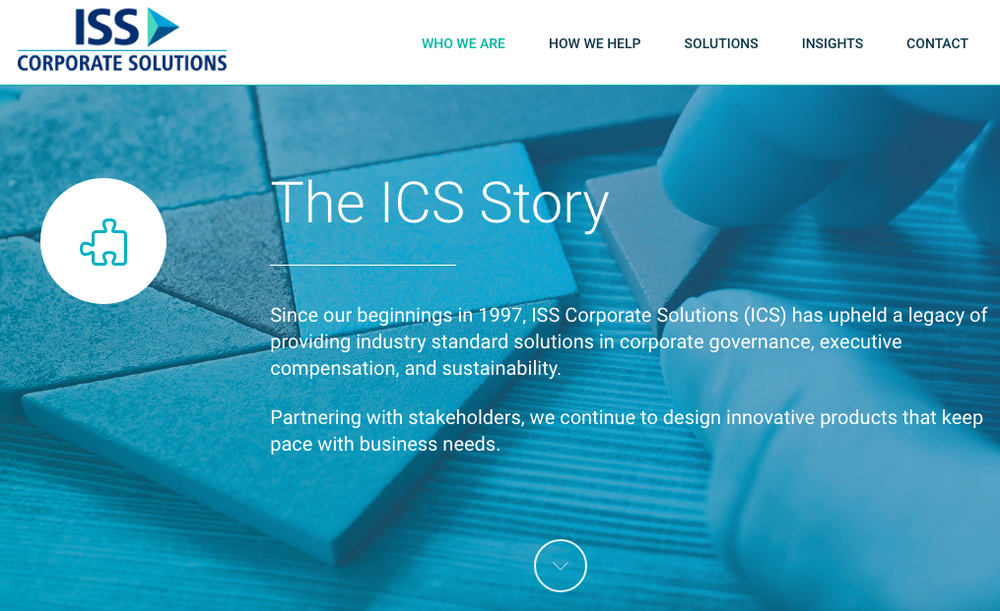 ISS
CORPORATE SOLUTIONS
WHO WE ARE
HOW WE HELP
SOLUTIONS
INSIGHTS
CONTACT
The ICS Story
Since our beginnings in 1997, ISS Corporate Solutions (ICS) has upheld a legacy of
providing industry standard solutions in corporate governance, executive
compensation, and sustainability.
Partnering with stakeholders, we continue to design innovative products that keep
pace with business needs.